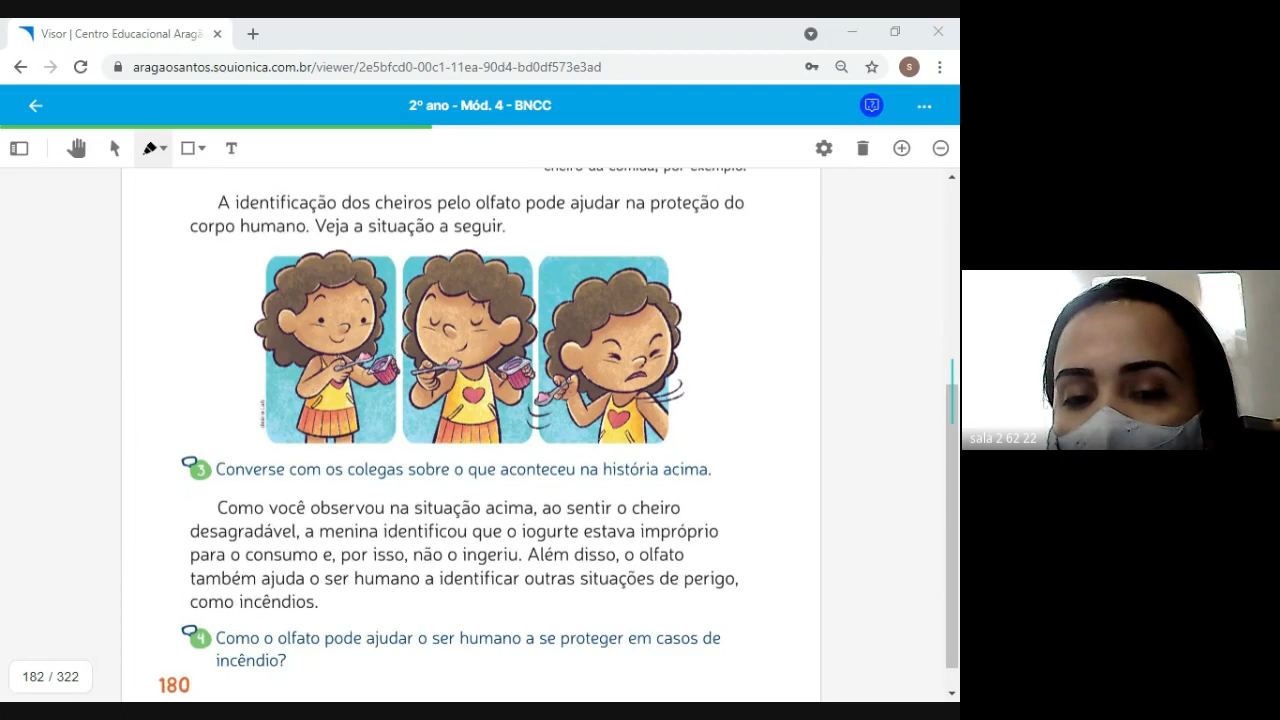 Visor | Centro Educacional Aragã
aragaosantos.souionica.com.br/viewer/2e5bfcd0-00c1-11ea-90d4-bd0df573e3ad
S
2º ano - Mód. 4 - BNCC
T
cheiro da comida, por exemplo.
A identificação dos cheiros pelo olfato pode ajudar na proteção do
corpo humano. Veja a situação a seguir.
3 Converse com os colegas sobre o que aconteceu na história acima.
Como você observou na situação acima, ao sentir o cheiro
desagradável, a menina identificou que o iogurte estava impróprio
para o consumo e, por isso, não o ingeriu. Além disso, o olfato
também ajuda o ser humano a identificar outras situações de perigo,
como incêndios.
4 Como o olfato pode ajudar o ser humano a se proteger em casos de
incêndio?
182 / 322
180
sala 2 62 22